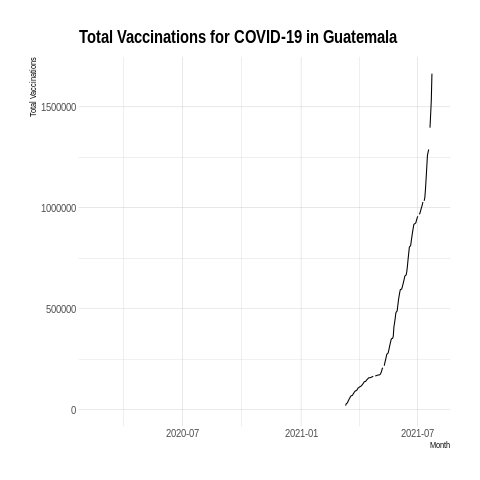 Total Vaccinations for COVID-19 in Guatemala
Total Vaccinations
1500000
1000000
500000
0
2020-07 2021-01 2021-07
Month